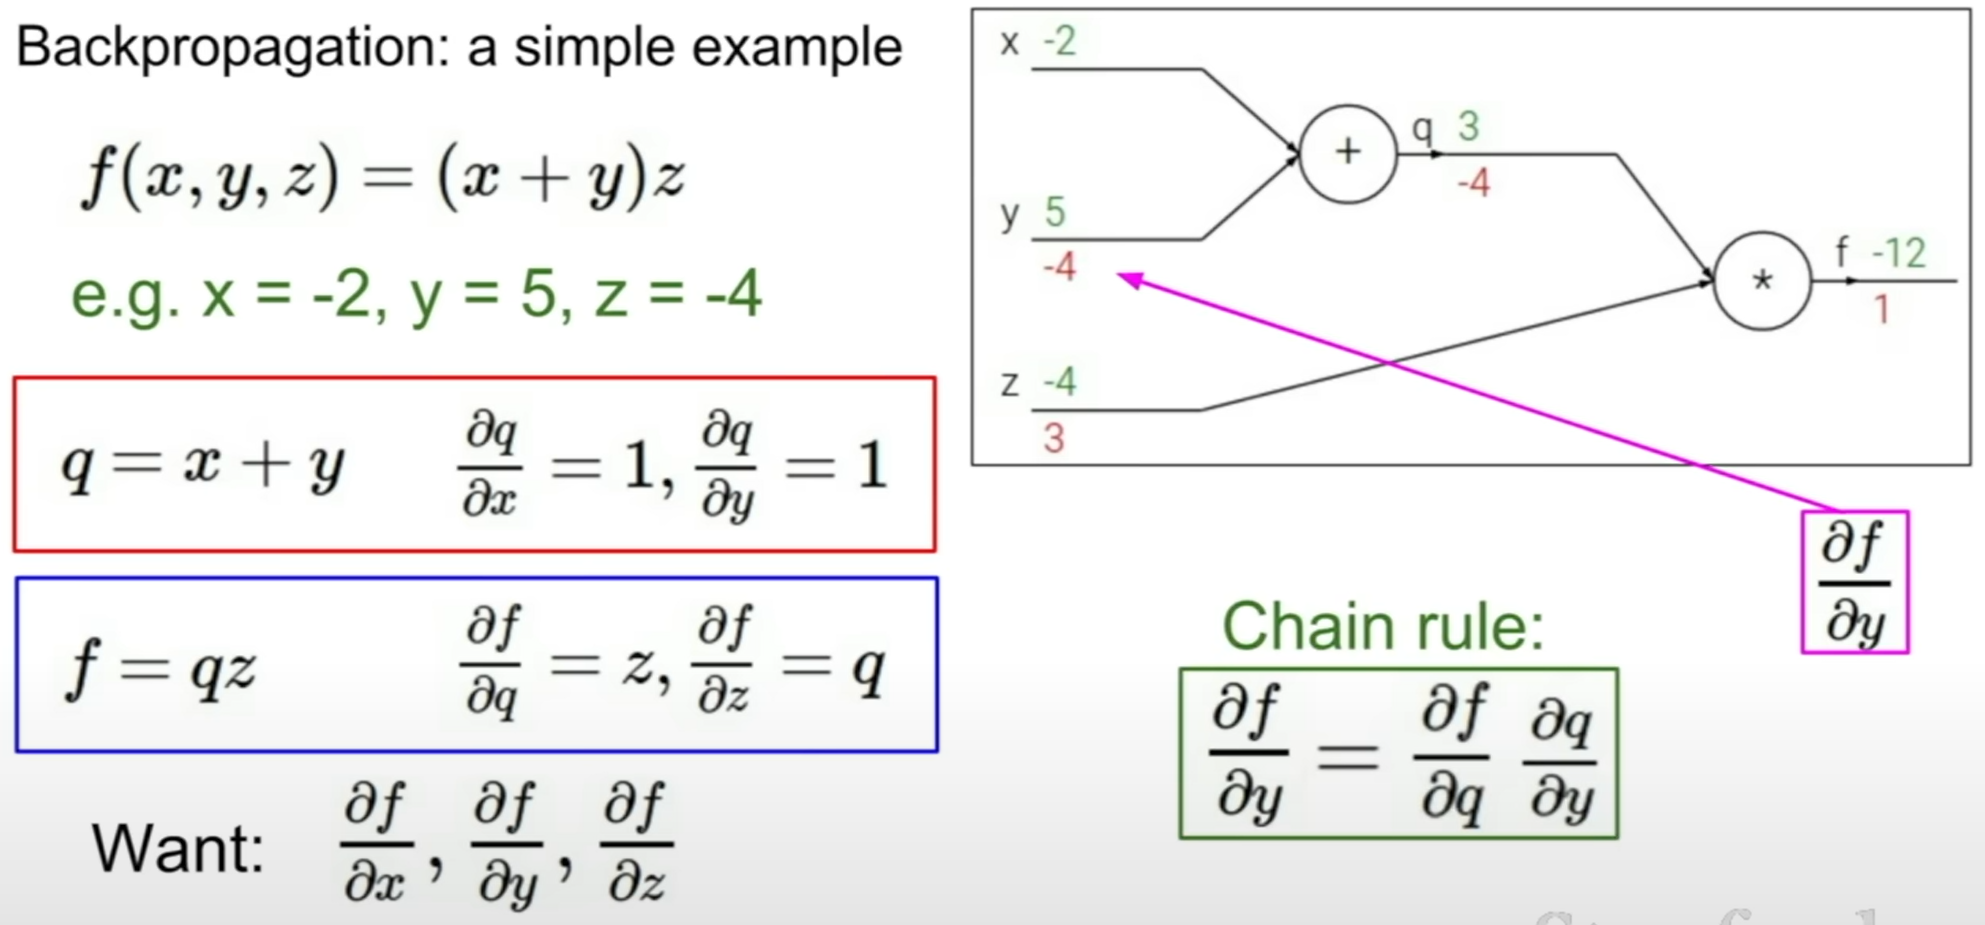 Backpropagation: a simple example
f(x, y, z) = (x + y)z
e.g. x = -2, y = 5, z = -4
q = x + y    ∂q/∂x = 1, ∂q/∂y = 1
f = qz    ∂f/∂q = z, ∂f/∂z = q
Want: ∂f/∂x, ∂f/∂y, ∂f/∂z
x -2
y 5
-4
z -4
3
+
q 3
-4
*
f -12
1
∂f/∂y
Chain rule:
∂f/∂y = ∂f/∂q ∂q/∂y